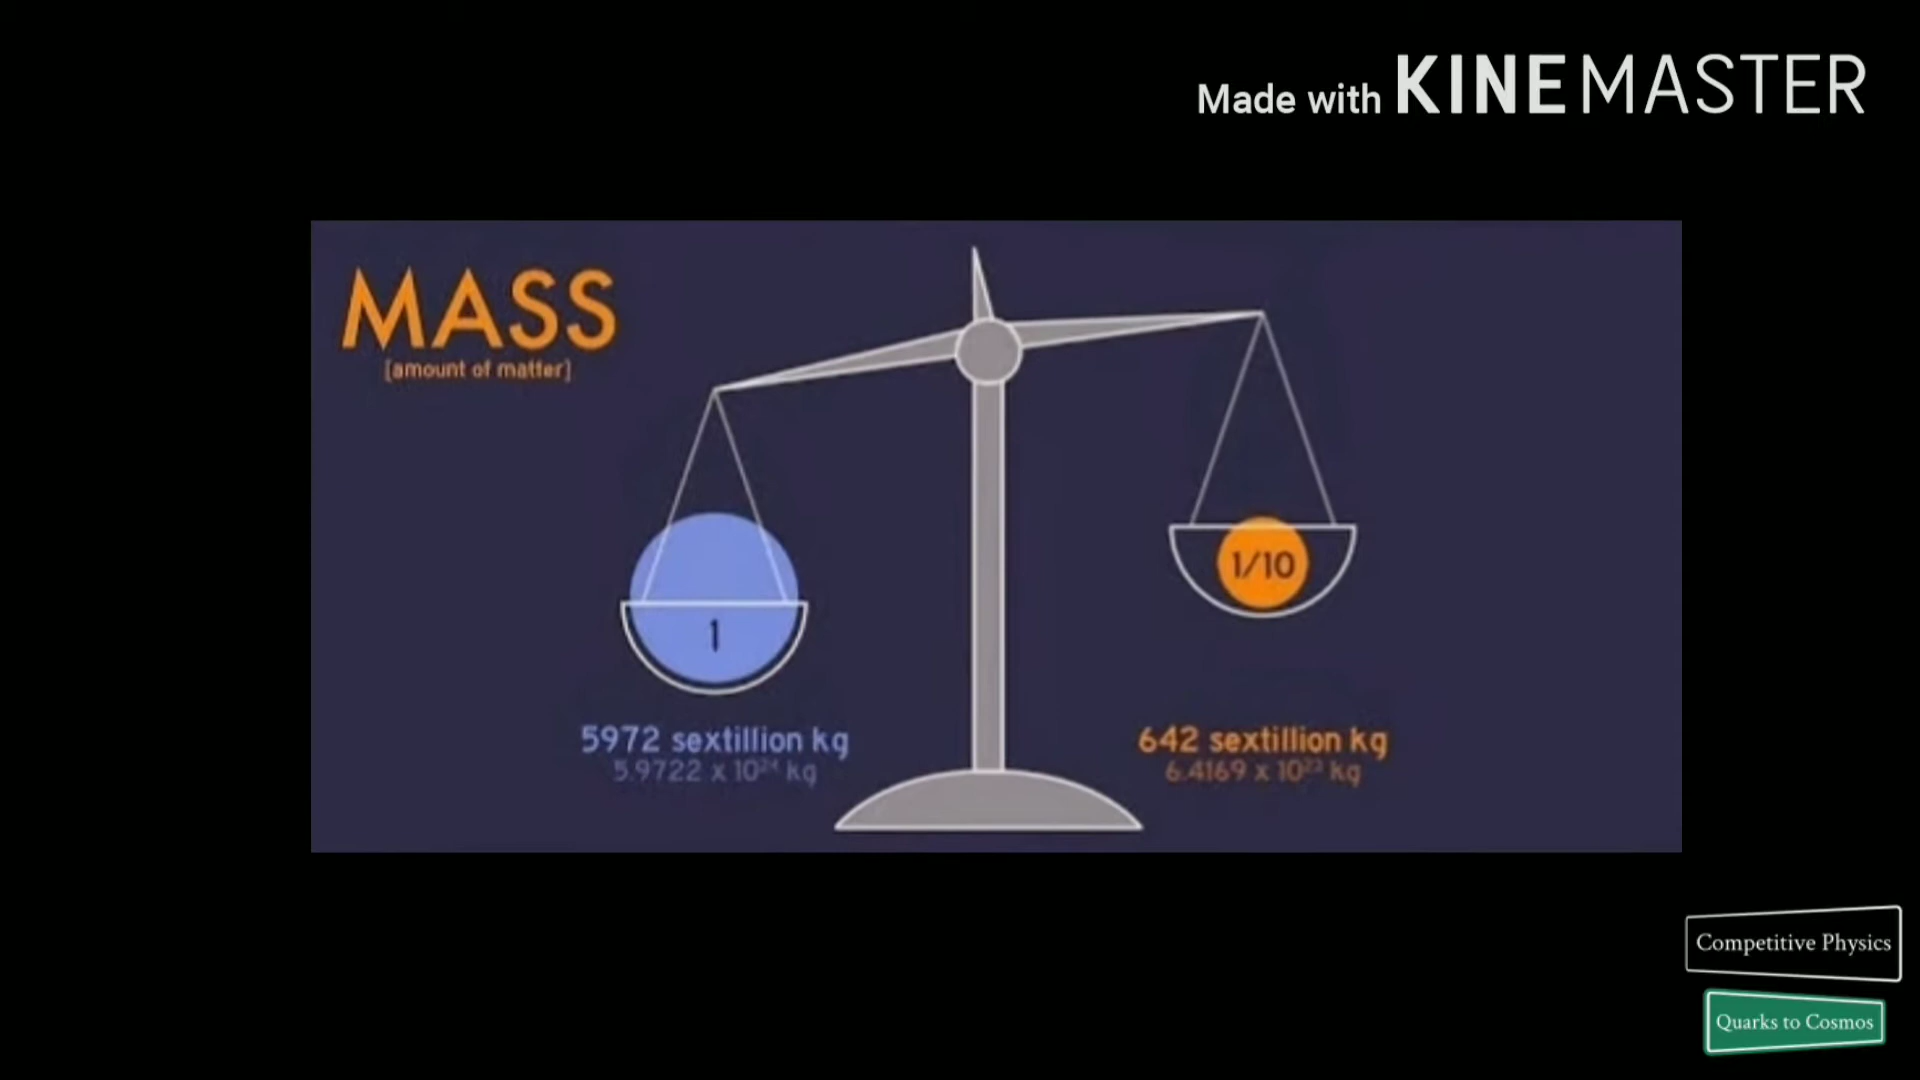 Made with KINEMASTER
MASS
[amount of matter]
1
1/10
5972 sextillion kg
5.9722 x 10²⁴ kg
642 sextillion kg
6.4169 x 10²³ kg
Competitive Physics
Quarks to Cosmos